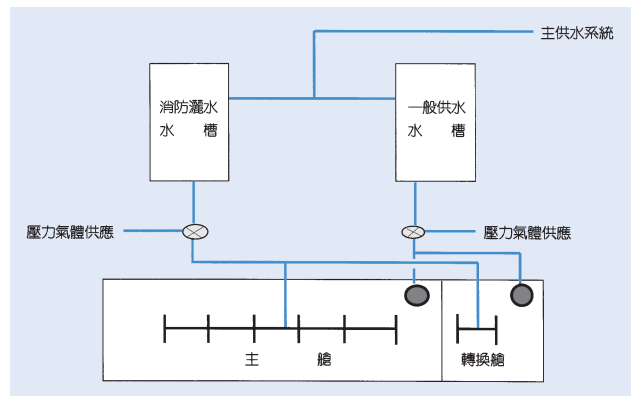 主供水系統
消防灑水
水 槽
一般供水
水 槽
壓力氣體供應
壓力氣體供應
主 艙
轉換艙